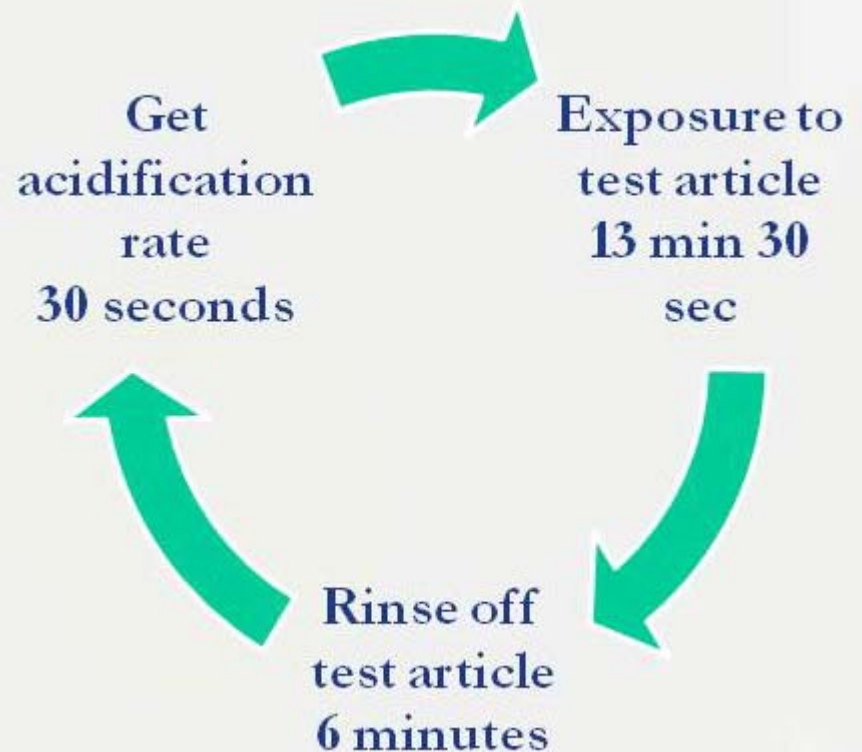 Get
acidification
rate
30 seconds
Exposure to
test article
13 min 30
sec
Rinse off
test article
6 minutes